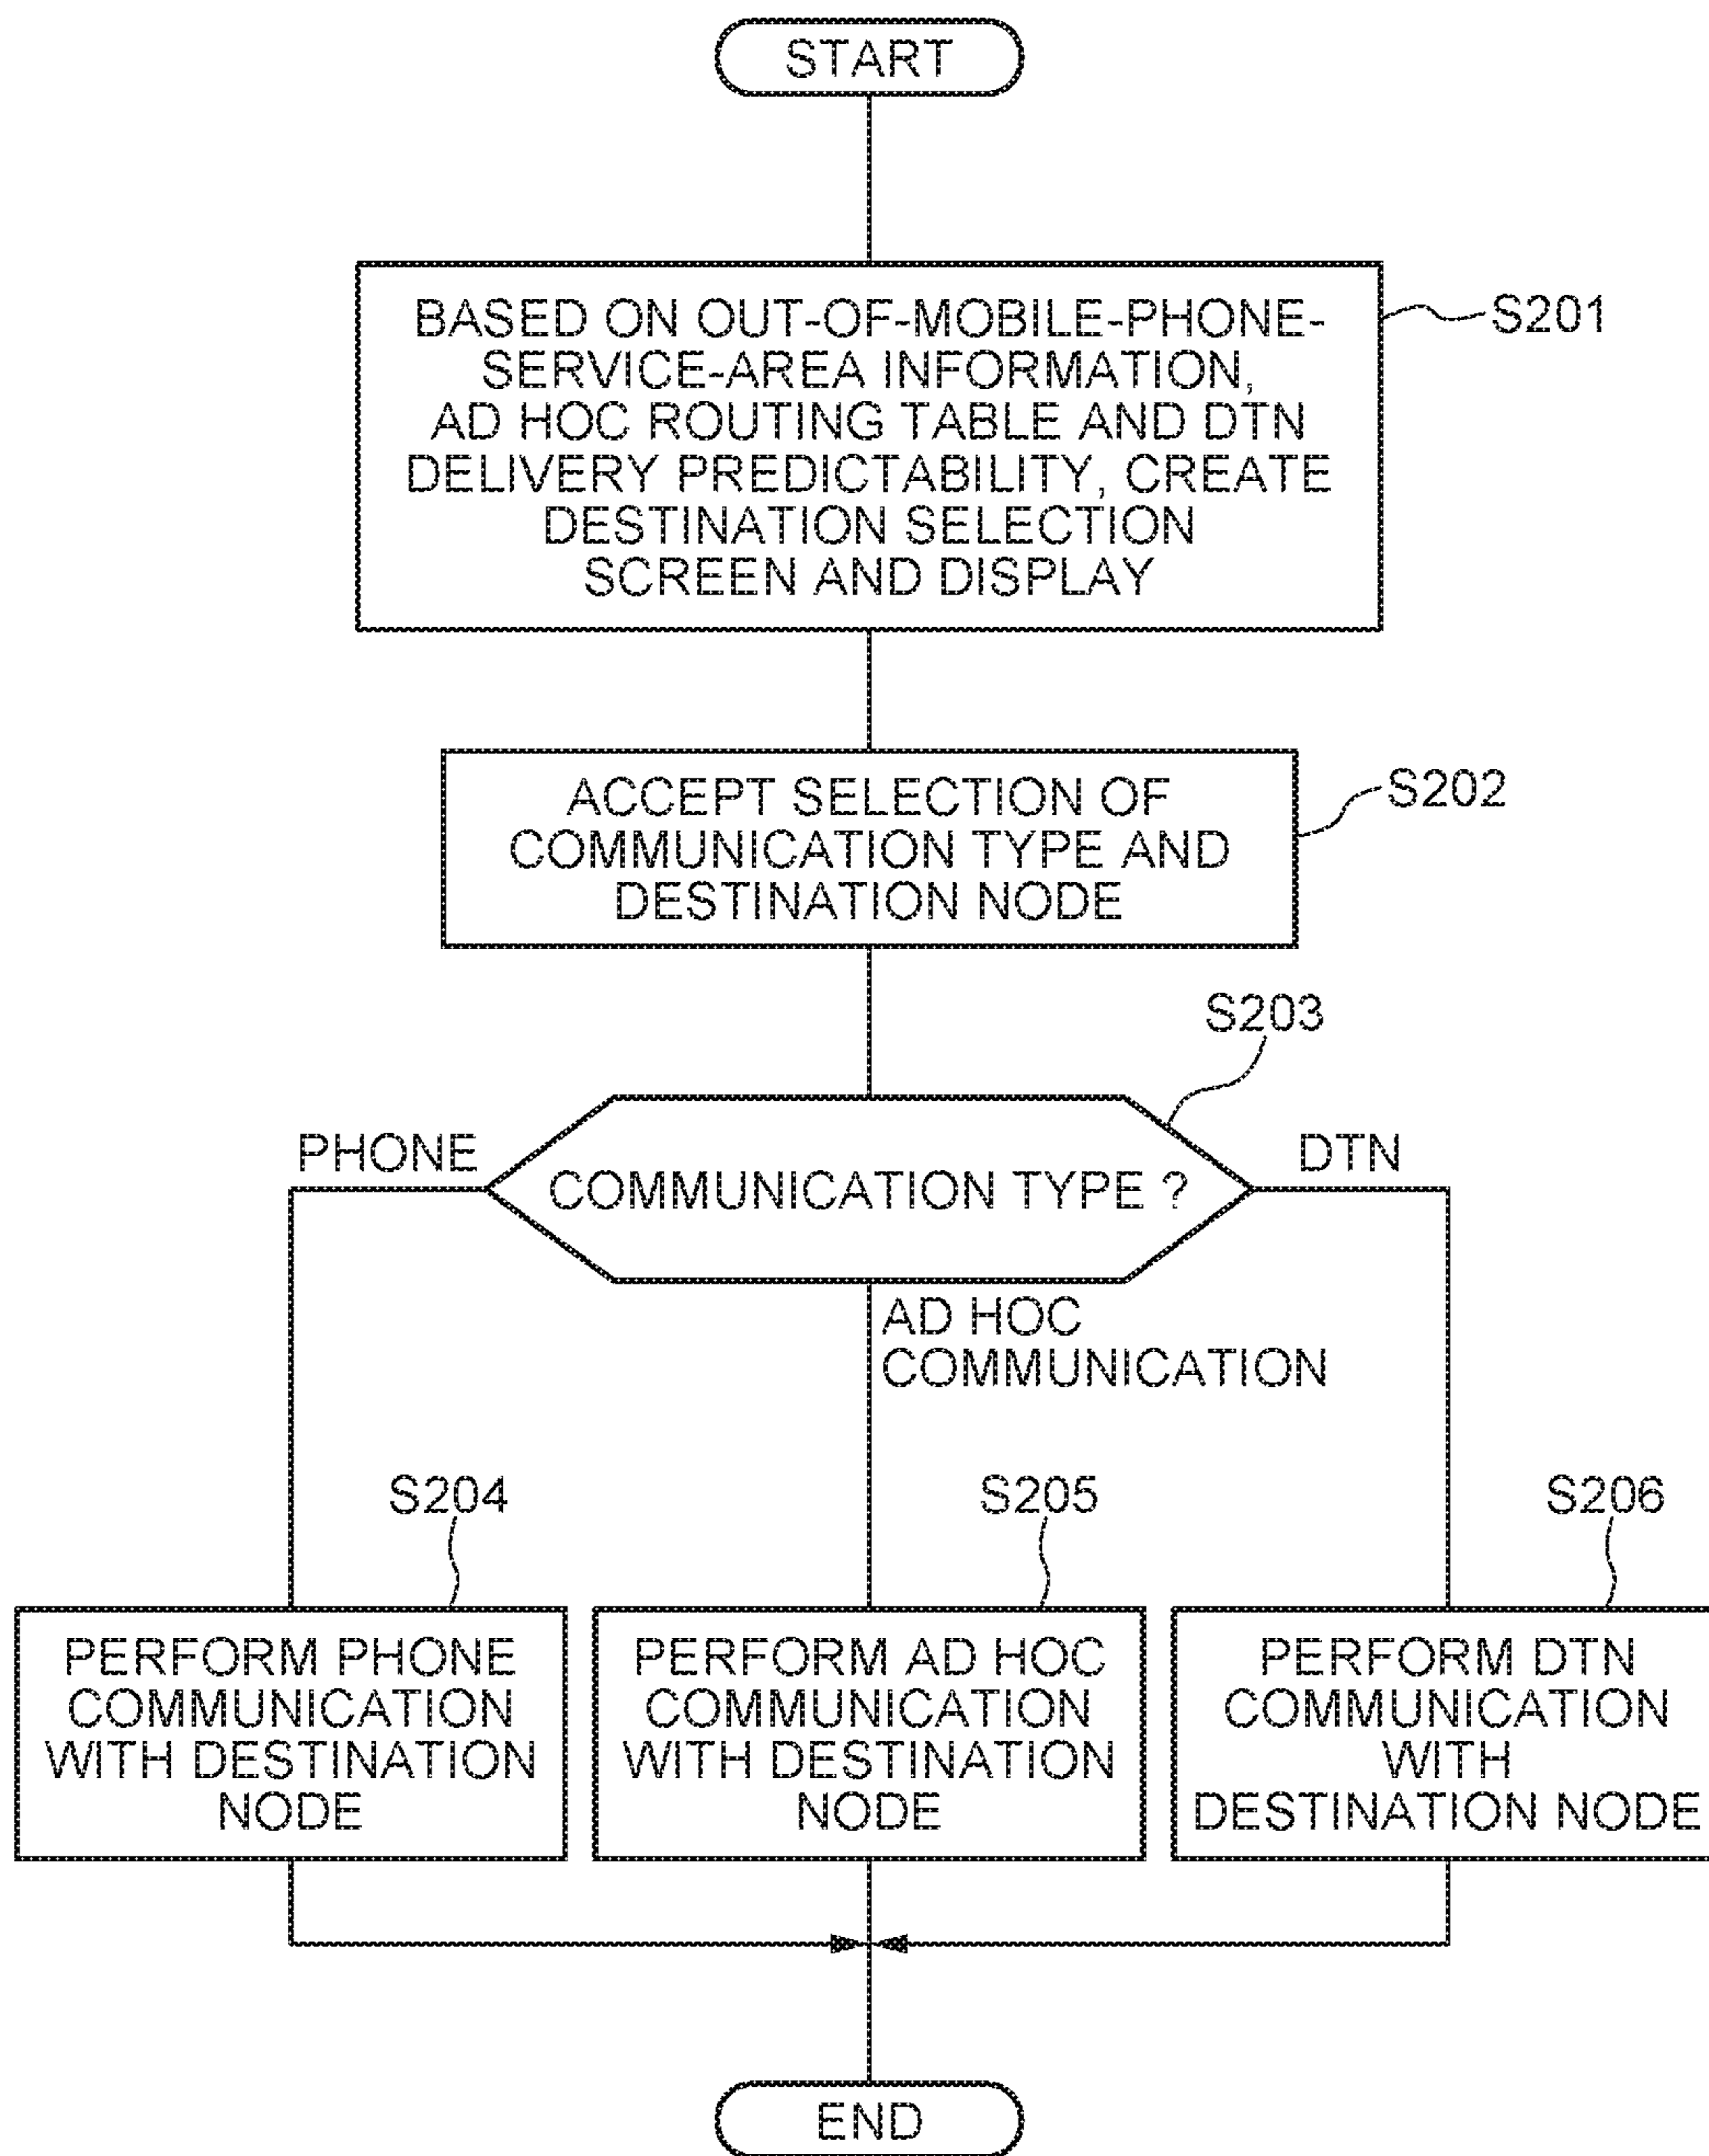 START
BASED ON OUT-OF-MOBILE-PHONE-
SERVICE-AREA INFORMATION,
AD HOC ROUTING TABLE AND DTN
DELIVERY PREDICTABILITY, CREATE
DESTINATION SELECTION
SCREEN AND DISPLAY
S201
ACCEPT SELECTION OF
COMMUNICATION TYPE AND
DESTINATION NODE
S202
S203
PHONE
COMMUNICATION TYPE ?
DTN
AD HOC
COMMUNICATION
S204
S205
S206
PERFORM PHONE
COMMUNICATION
WITH DESTINATION
NODE
PERFORM AD HOC
COMMUNICATION
WITH DESTINATION
NODE
PERFORM DTN
COMMUNICATION
WITH
DESTINATION NODE
END